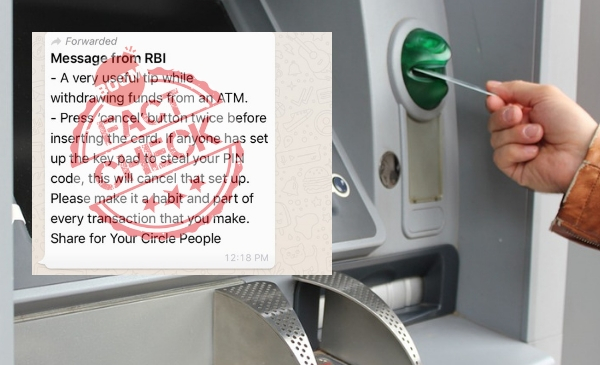 Forwarded
Message from RBI
- A very useful tip while
withdrawing funds from an ATM.
- Press 'cancel' button twice before
inserting the card. If anyone has set
up the key pad to steal your PIN
code, this will cancel that set up.
Please make it a habit and part of
every transaction that you make.
Share for Your Circle People
12:18 PM
BOOM
FACT
CHECK